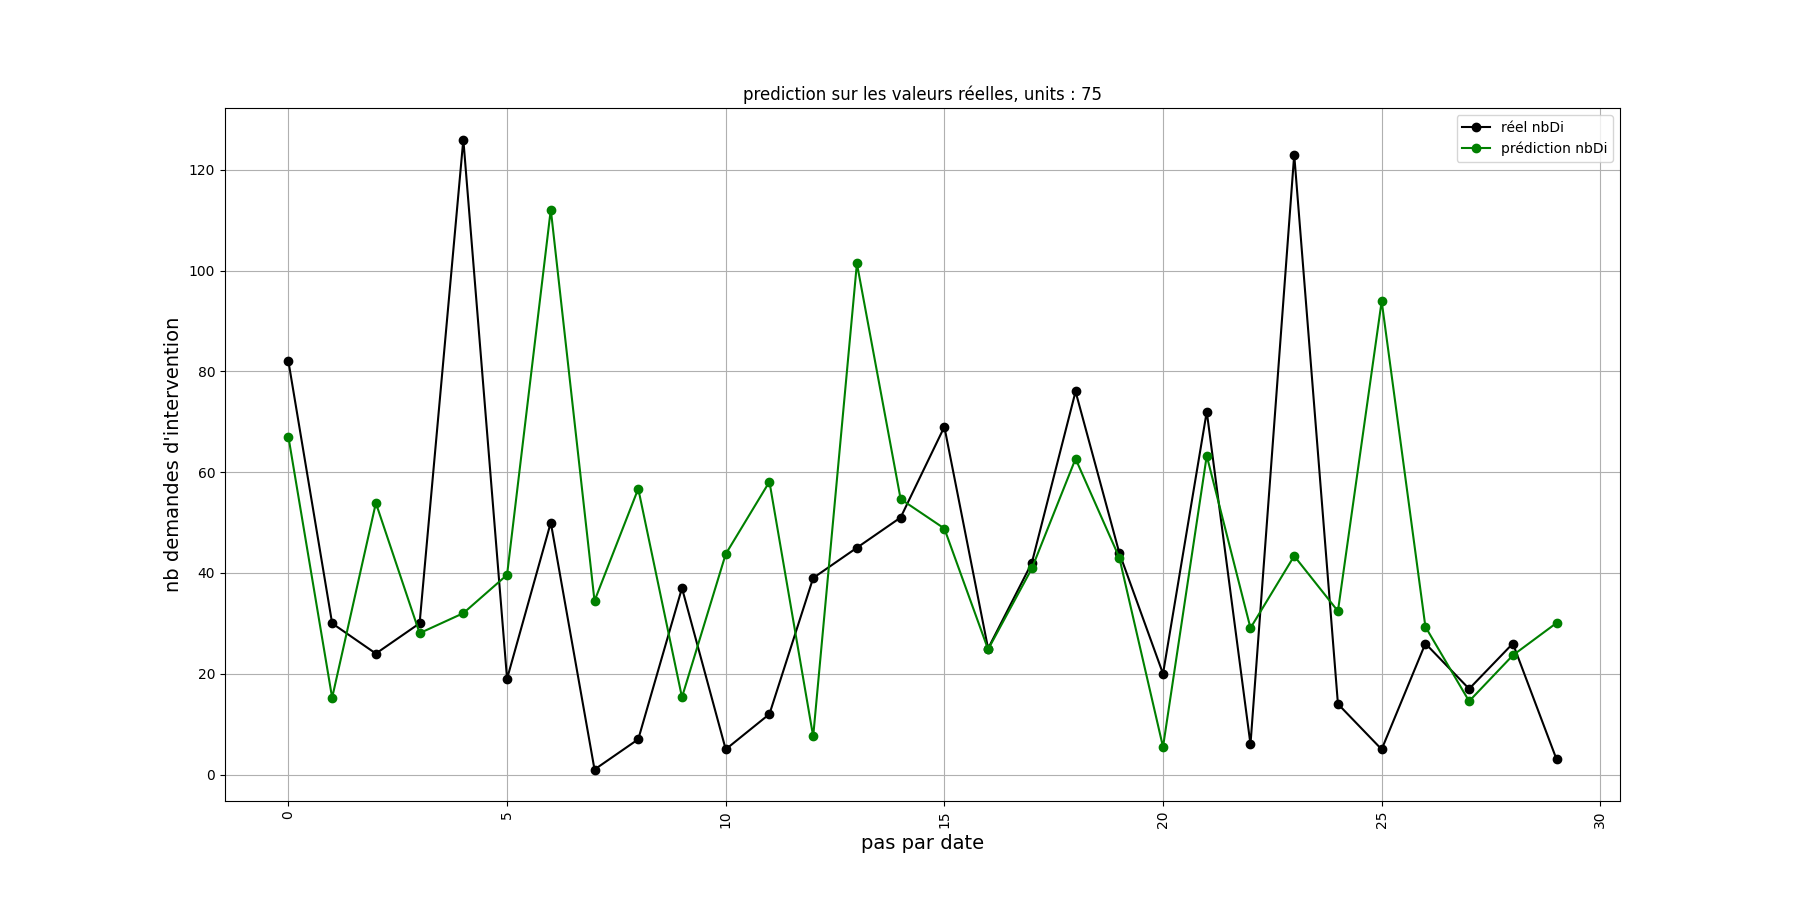 prediction sur les valeurs réelles, units : 75
réel nbDi
prédiction nbDi
120
100
80
60
40
20
0
nb demandes d'intervention
0
5
10
15
20
25
30
pas par date